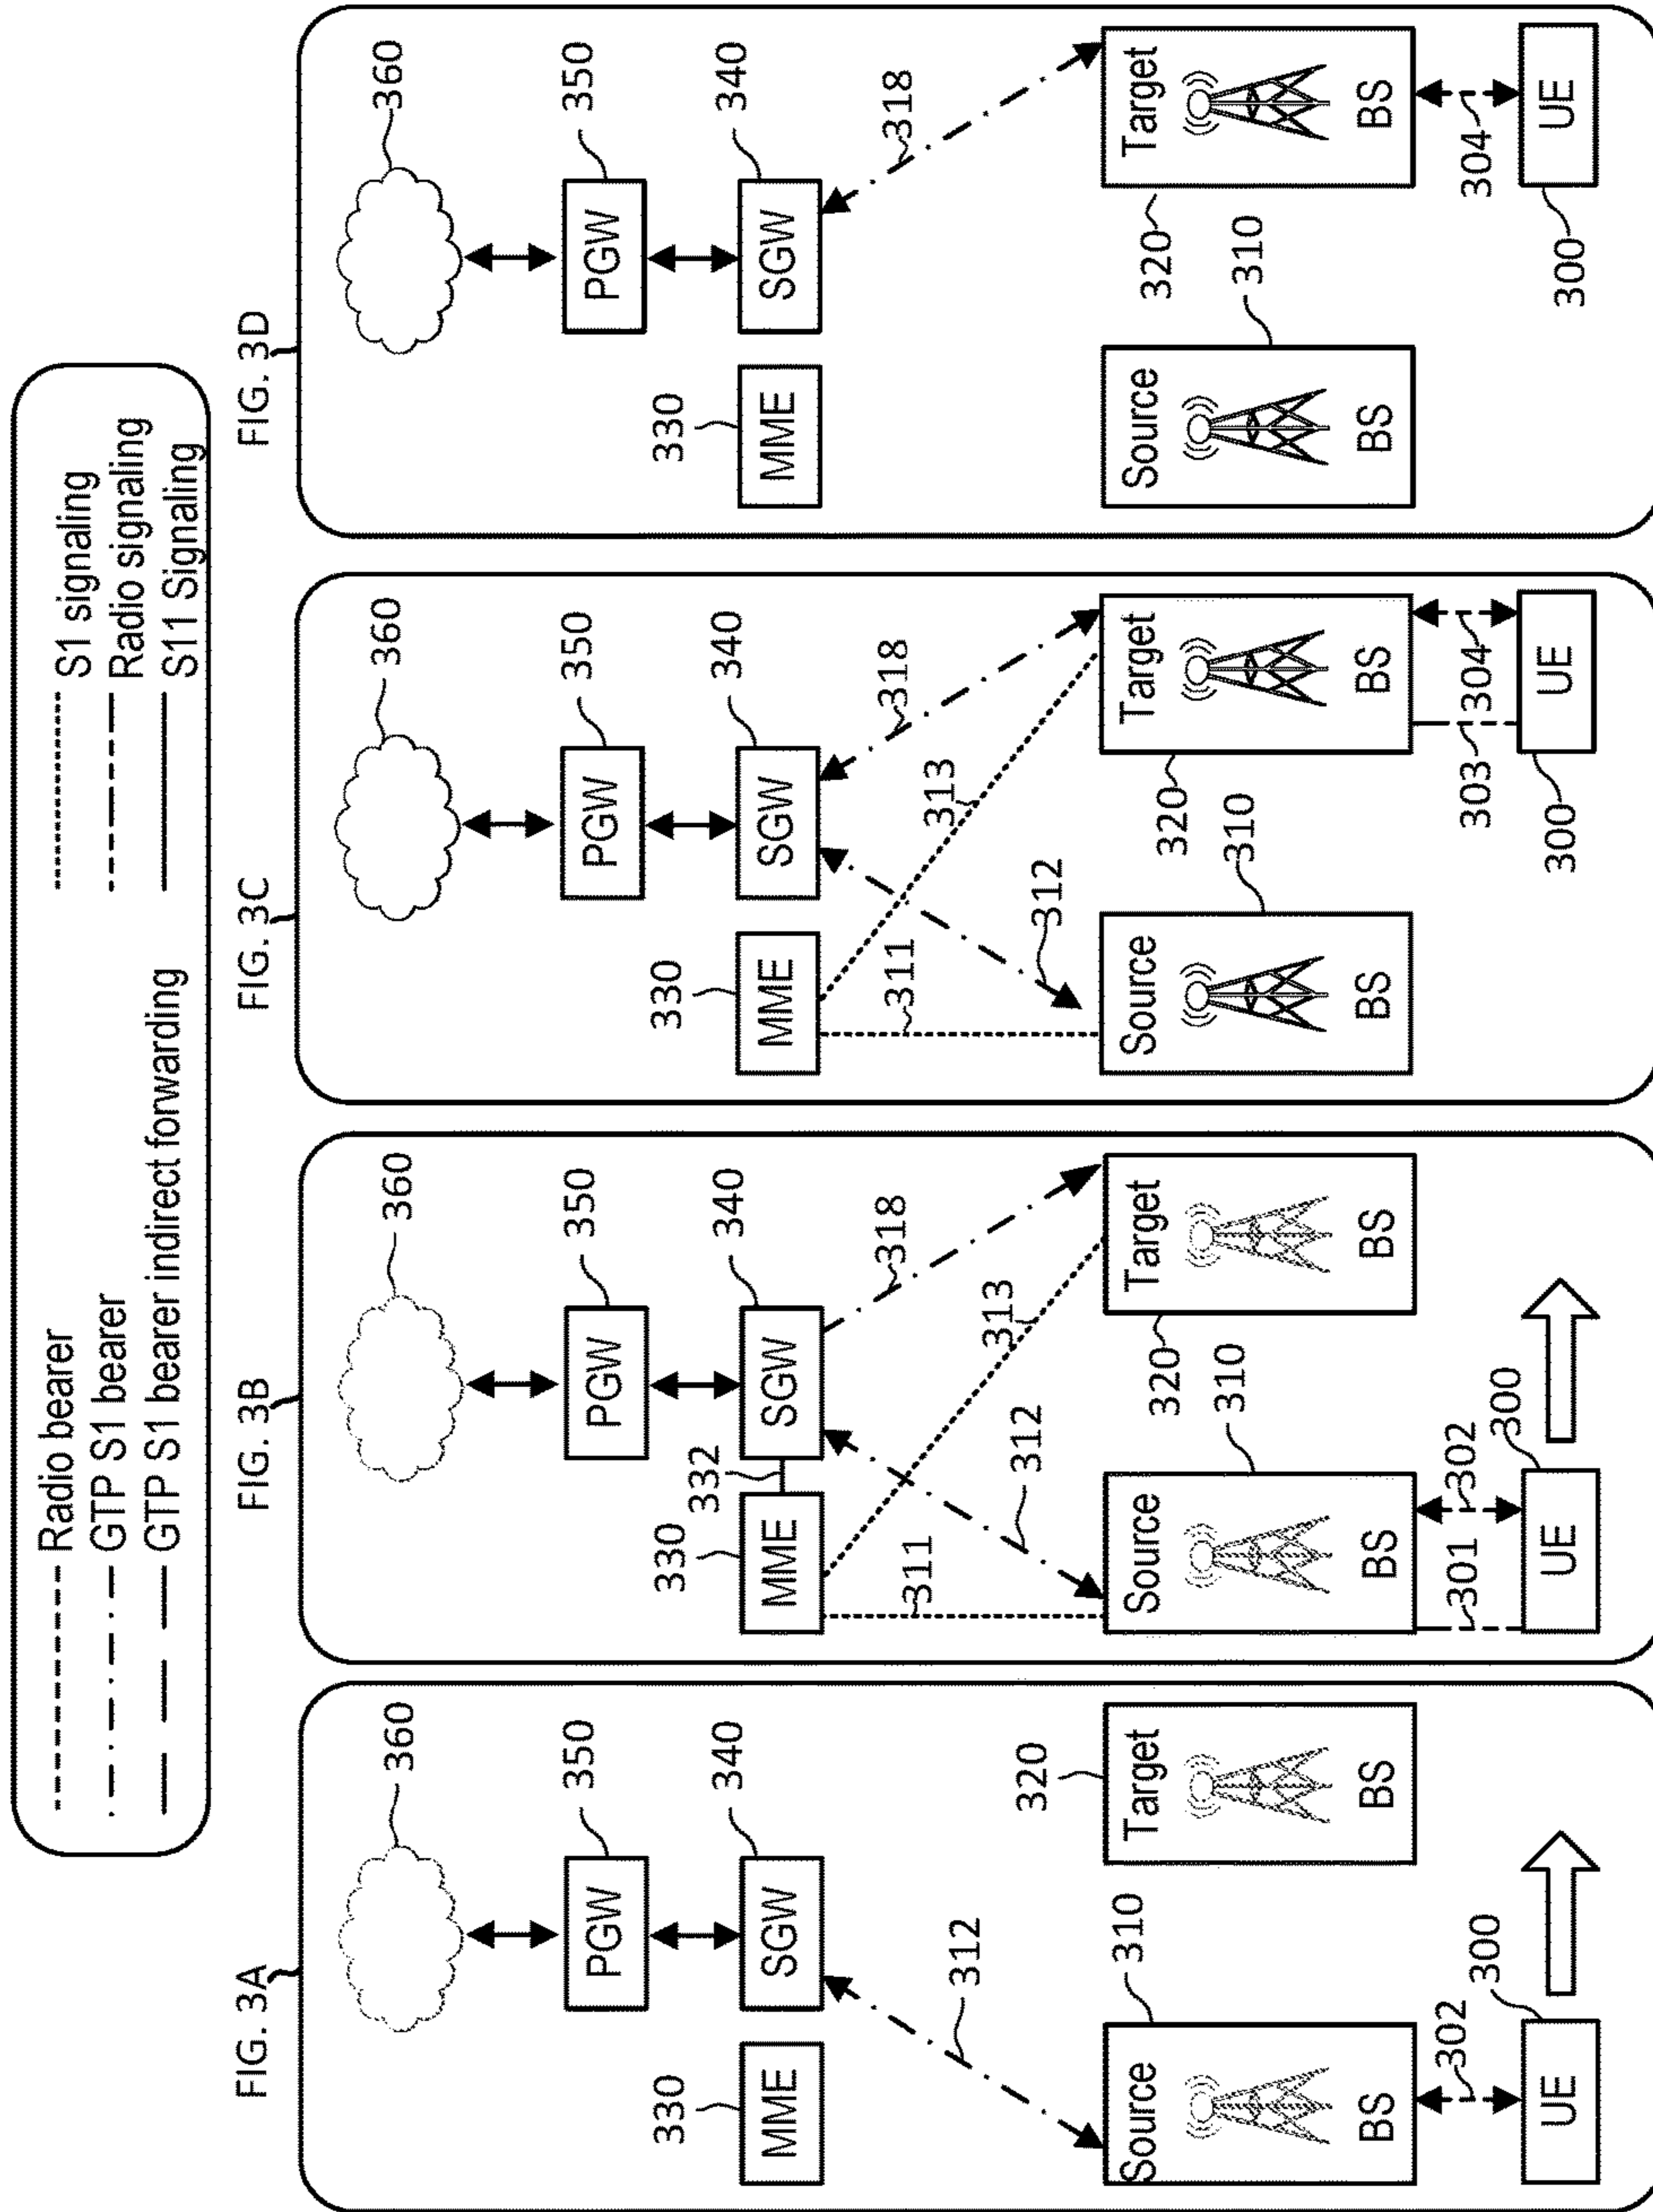 Radio bearer
GTP S1 bearer
GTP S1 bearer indirect forwarding
S1 signaling
Radio signaling
S11 Signaling
FIG. 3A
360
350
PGW
340
330
MME
SGW
312
310
320
Source
BS
Target
BS
302
300
UE
FIG. 3B
360
350
PGW
340
330
332
MME
SGW
318
311
313
312
310
320
Source
BS
Target
BS
301
302
300
UE
FIG. 3C
360
350
PGW
340
330
MME
SGW
318
311
313
312
310
320
Source
BS
Target
BS
303
304
300
UE
FIG. 3D
360
350
PGW
340
330
MME
SGW
318
310
320
Source
BS
Target
BS
304
300
UE